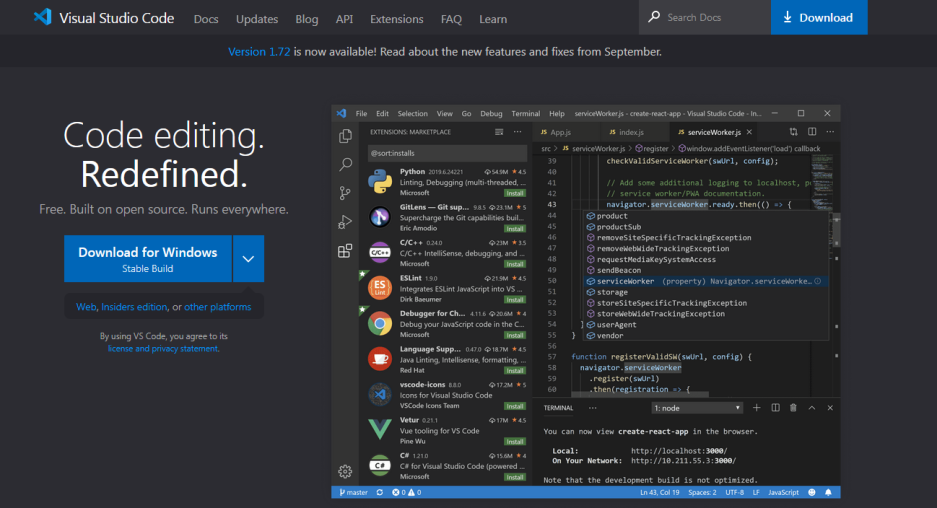 Visual Studio Code Docs Updates Blog API Extensions FAQ Learn Search Docs Download
Version 1.72 is now available! Read about the new features and fixes from September.
Code editing.
Redefined.
Free. Built on open source. Runs everywhere.
Download for Windows
Stable Build
Web, Insiders edition, or other platforms
By using VS Code, you agree to its
license and privacy statement.
File Edit Selection View Go Debug Terminal Help serviceWorker.js - create-react-app - Visual Studio Code - In...
EXTENSIONS: MARKETPLACE
@sort:installs
Python 2019.6.24221 54.9M 4.5
Linting, Debugging (multi-threaded, ...
Microsoft Install
GitLens — Git sup... 9.8.5 23.1M 5
Supercharge the Git capabilities buil...
Eric Amodio Install
C/C++ 0.24.0 23M 3.5
C/C++ IntelliSense, debugging, and ...
Microsoft Install
ESLint 1.9.0 21.9M 4.5
Integrates ESLint JavaScript into VS ...
Dirk Baeumer Install
Debugger for Ch... 4.11.6 20.6M 4
Debug your JavaScript code in the C...
Microsoft Install
Language Supp... 0.47.0 18.7M 4.5
Java Linting, Intellisense, formatting, ...
Red Hat Install
vscode-icons 8.8.0 17.2M 5
Icons for Visual Studio Code
VSCode Icons Team Install
Vetur 0.21.1 17M 4.5
Vue tooling for VS Code
Pine Wu Install
C# 1.21.0 15.6M 4
C# for Visual Studio Code (powered ...
Microsoft Install
JS App.js JS index.js JS serviceWorker.js
src > JS serviceWorker.js > register > window.addEventListener('load') callback
39 checkValidServiceWorker(swUrl, config);
40
41 // Add some additional logging to localhost, p
42 // service worker/PWA documentation.
43 navigator.serviceWorker.ready.then(() => {
44 product
45 productSub
46 removeSiteSpecificTrackingException
47 removeWebWideTrackingException
48 requestMediaKeySystemAccess
49 sendBeacon
50 serviceWorker (property) Navigator.serviceWorke...
51 storage
52 storeSiteSpecificTrackingException
53 storeWebWideTrackingException
54 } userAgent
55 } vendor
56
57 function registerValidSW(swUrl, config) {
58 navigator.serviceWorker
59 .register(swUrl)
60 .then(registration => {
TERMINAL ... 1: node
You can now view create-react-app in the browser.
Local: http://localhost:3000/
On Your Network: http://10.211.55.3:3000/
Note that the development build is not optimized.
master 0 0 Ln 43, Col 19 Spaces: 2 UTF-8 LF JavaScript